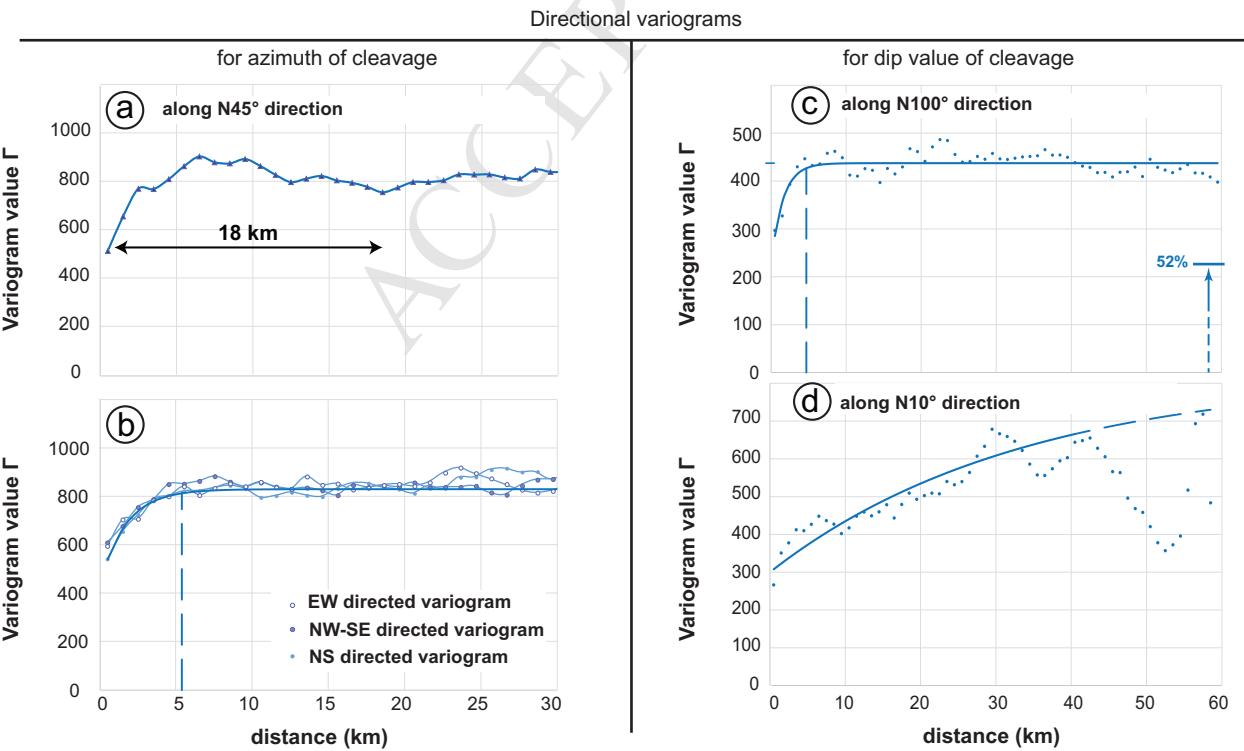 Directional variograms
for azimuth of cleavage
a along N45° direction
Variogram value Γ
1000
800
600
400
200
0
18 km
b
Variogram value Γ
1000
800
600
400
200
0
EW directed variogram
NW-SE directed variogram
NS directed variogram
0 5 10 15 20 25 30
distance (km)
for dip value of cleavage
c along N100° direction
Variogram value Γ
500
400
300
200
100
0
52%
d along N10° direction
Variogram value Γ
700
600
500
400
300
200
100
0
0 10 20 30 40 50 60
distance (km)
ACCEP